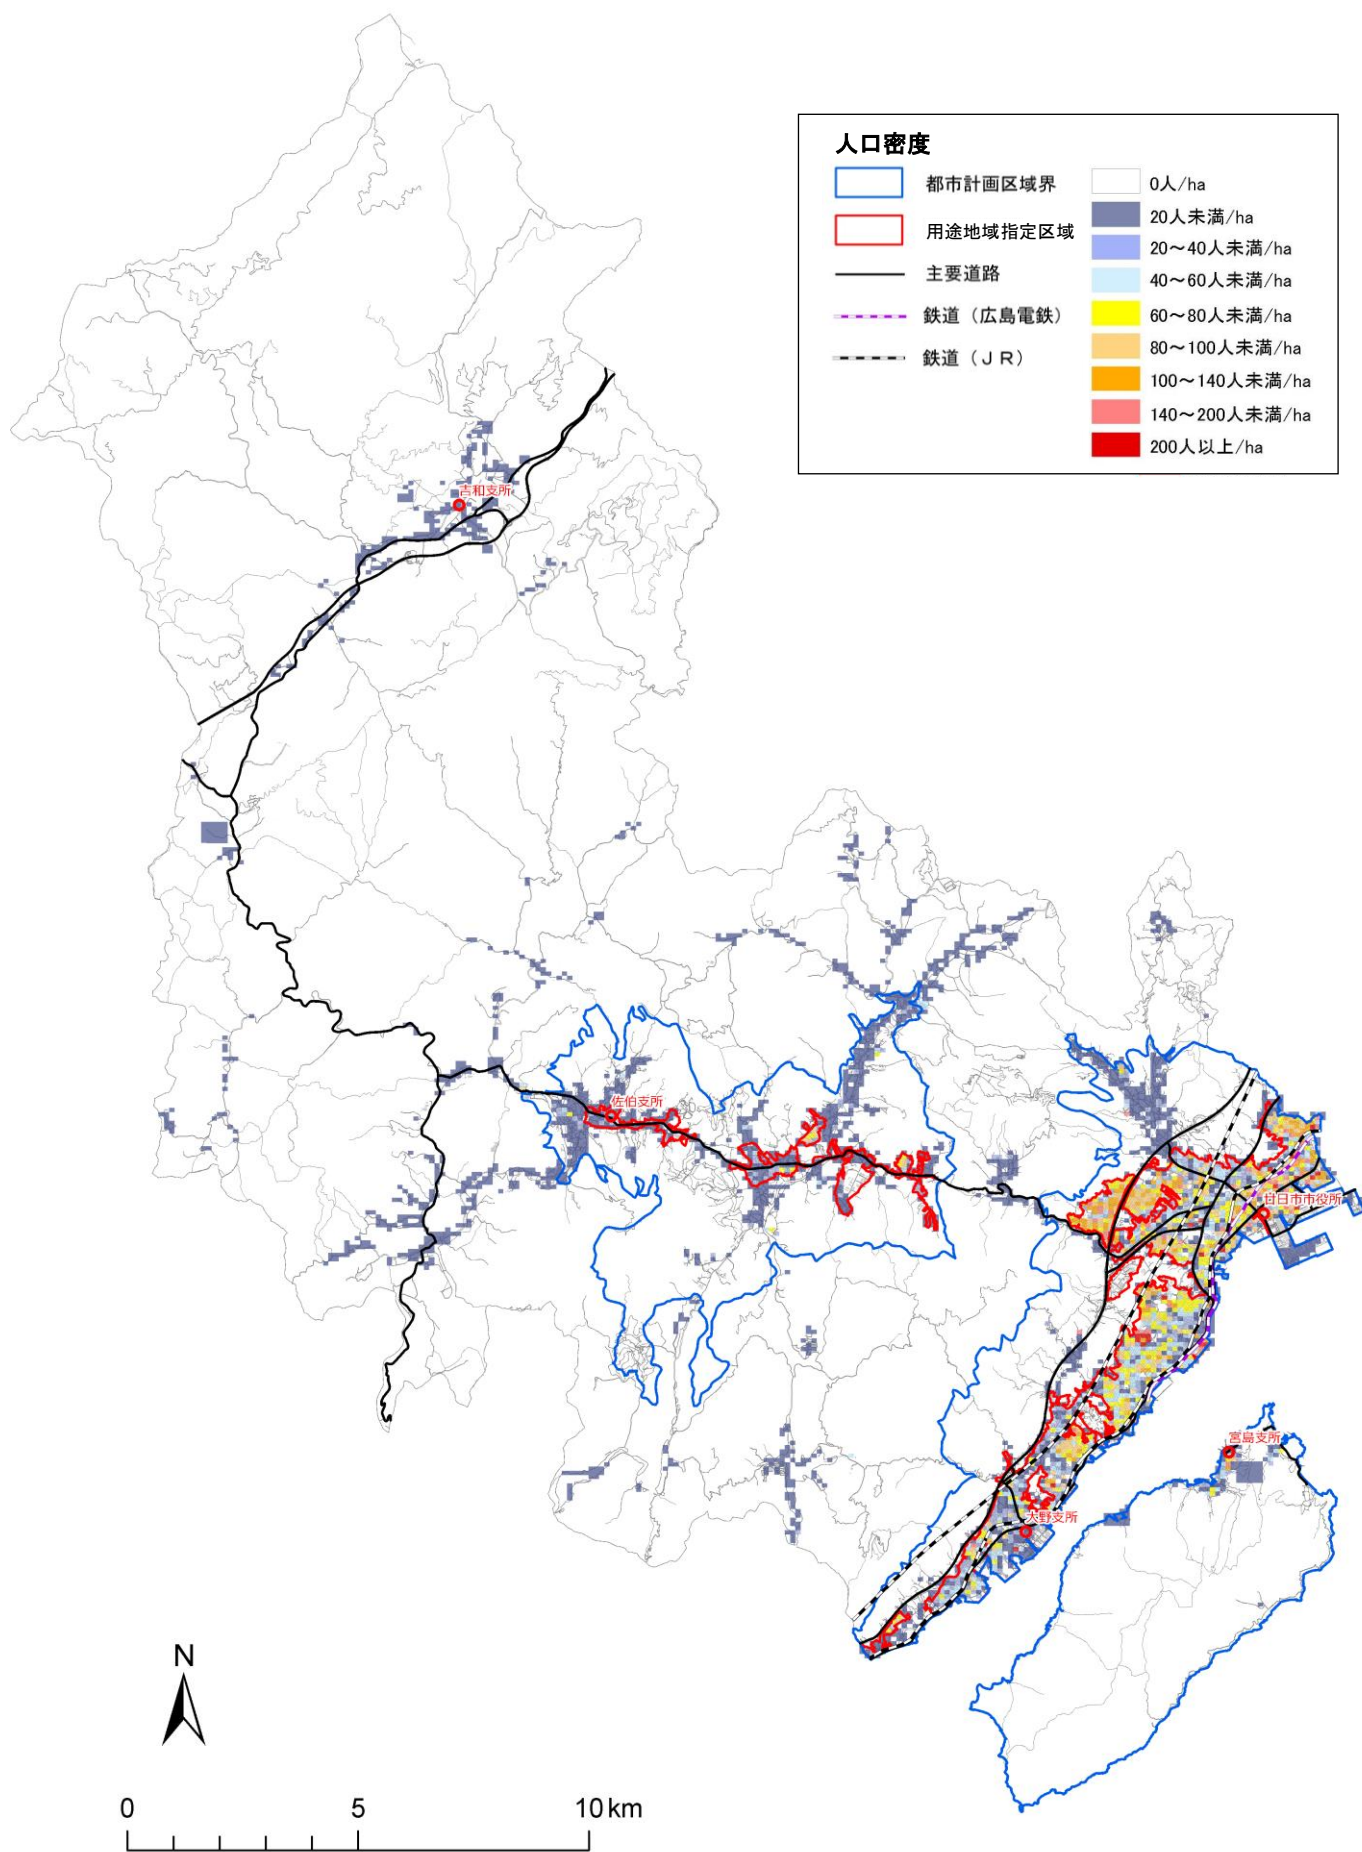 人口密度
都市計画区域界
用途地域指定区域
主要道路
鉄道（広島電鉄）
鉄道（ＪＲ）
0人/ha
20人未満/ha
20～40人未満/ha
40～60人未満/ha
60～80人未満/ha
80～100人未満/ha
100～140人未満/ha
140～200人未満/ha
200人以上/ha
吉和支所
佐伯支所
廿日市市役所
宮島支所
大野支所
N
0 5 10km